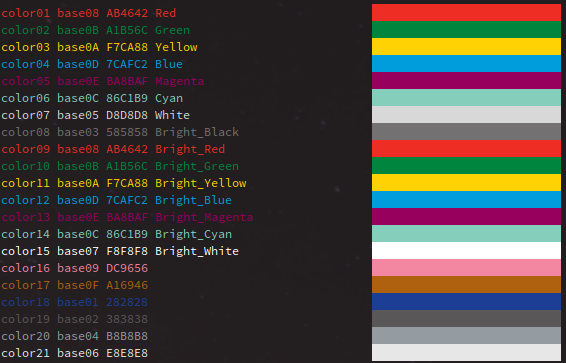 color01 base08 AB4642 Red
color02 base0B A1B56C Green
color03 base0A F7CA88 Yellow
color04 base0D 7CAFC2 Blue
color05 base0E BA8BAF Magenta
color06 base0C 86C1B9 Cyan
color07 base05 D8D8D8 White
color08 base03 585858 Bright_Black
color09 base08 AB4642 Bright_Red
color10 base0B A1B56C Bright_Green
color11 base0A F7CA88 Bright_Yellow
color12 base0D 7CAFC2 Bright_Blue
color13 base0E BA8BAF Bright_Magenta
color14 base0C 86C1B9 Bright_Cyan
color15 base07 F8F8F8 Bright_White
color16 base09 DC9656
color17 base0F A16946
color18 base01 282828
color19 base02 383838
color20 base04 B8B8B8
color21 base06 E8E8E8